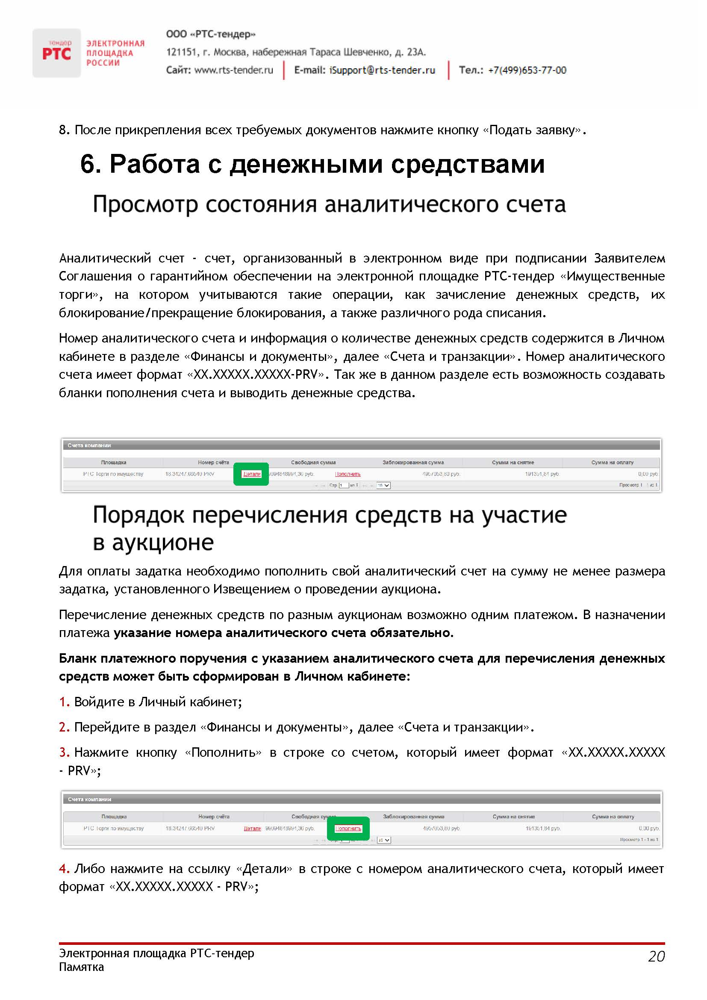 тендер
РТС
ЭЛЕКТРОННАЯ
ПЛОЩАДКА
РОССИИ
ООО «РТС-тендер»
121151, г. Москва, набережная Тараса Шевченко, д. 23А.
Сайт: www.rts-tender.ru E-mail: iSupport@rts-tender.ru Тел.: +7(499)653-77-00
8. После прикрепления всех требуемых документов нажмите кнопку «Подать заявку».
6. Работа с денежными средствами
Просмотр состояния аналитического счета
Аналитический счет - счет, организованный в электронном виде при подписании Заявителем
Соглашения о гарантийном обеспечении на электронной площадке РТС-тендер «Имущественные
торги», на котором учитываются такие операции, как зачисление денежных средств, их
блокирование/прекращение блокирования, а также различного рода списания.
Номер аналитического счета и информация о количестве денежных средств содержится в Личном
кабинете в разделе «Финансы и документы», далее «Счета и транзакции». Номер аналитического
счета имеет формат «XX.XXXXX.XXXXX-PRV». Так же в данном разделе есть возможность создавать
бланки пополнения счета и выводить денежные средства.
Счета компании
Площадка Номер счёта Свободная сумма Заблокированная сумма Сумма на снятие Сумма на оплату
РТС Торги по имуществу 18.34247.66540 PRV Детали 9094848994,36 руб. Пополнить 4957053,80 руб. 191351,84 руб. 0,00 руб.
Стр 1 из 1 10 Просмотр 1 - 1 из 1
Порядок перечисления средств на участие
в аукционе
Для оплаты задатка необходимо пополнить свой аналитический счет на сумму не менее размера
задатка, установленного Извещением о проведении аукциона.
Перечисление денежных средств по разным аукционам возможно одним платежом. В назначении
платежа указание номера аналитического счета обязательно.
Бланк платежного поручения с указанием аналитического счета для перечисления денежных
средств может быть сформирован в Личном кабинете:
1. Войдите в Личный кабинет;
2. Перейдите в раздел «Финансы и документы», далее «Счета и транзакции».
3. Нажмите кнопку «Пополнить» в строке со счетом, который имеет формат «XX.XXXXX.XXXXX
- PRV»;
Счета компании
Площадка Номер счёта Свободная сумма Заблокированная сумма Сумма на снятие Сумма на оплату
РТС Торги по имуществу 18.34247.66540 PRV Детали 99094848994,36 руб. Пополнить 4957053,80 руб. 191351,84 руб. 0,00 руб.
10 Просмотр 1 - 1 из 1
4. Либо нажмите на ссылку «Детали» в строке с номером аналитического счета, который имеет
формат «XX.XXXXX.XXXXX - PRV»;
Электронная площадка РТС-тендер
Памятка
20